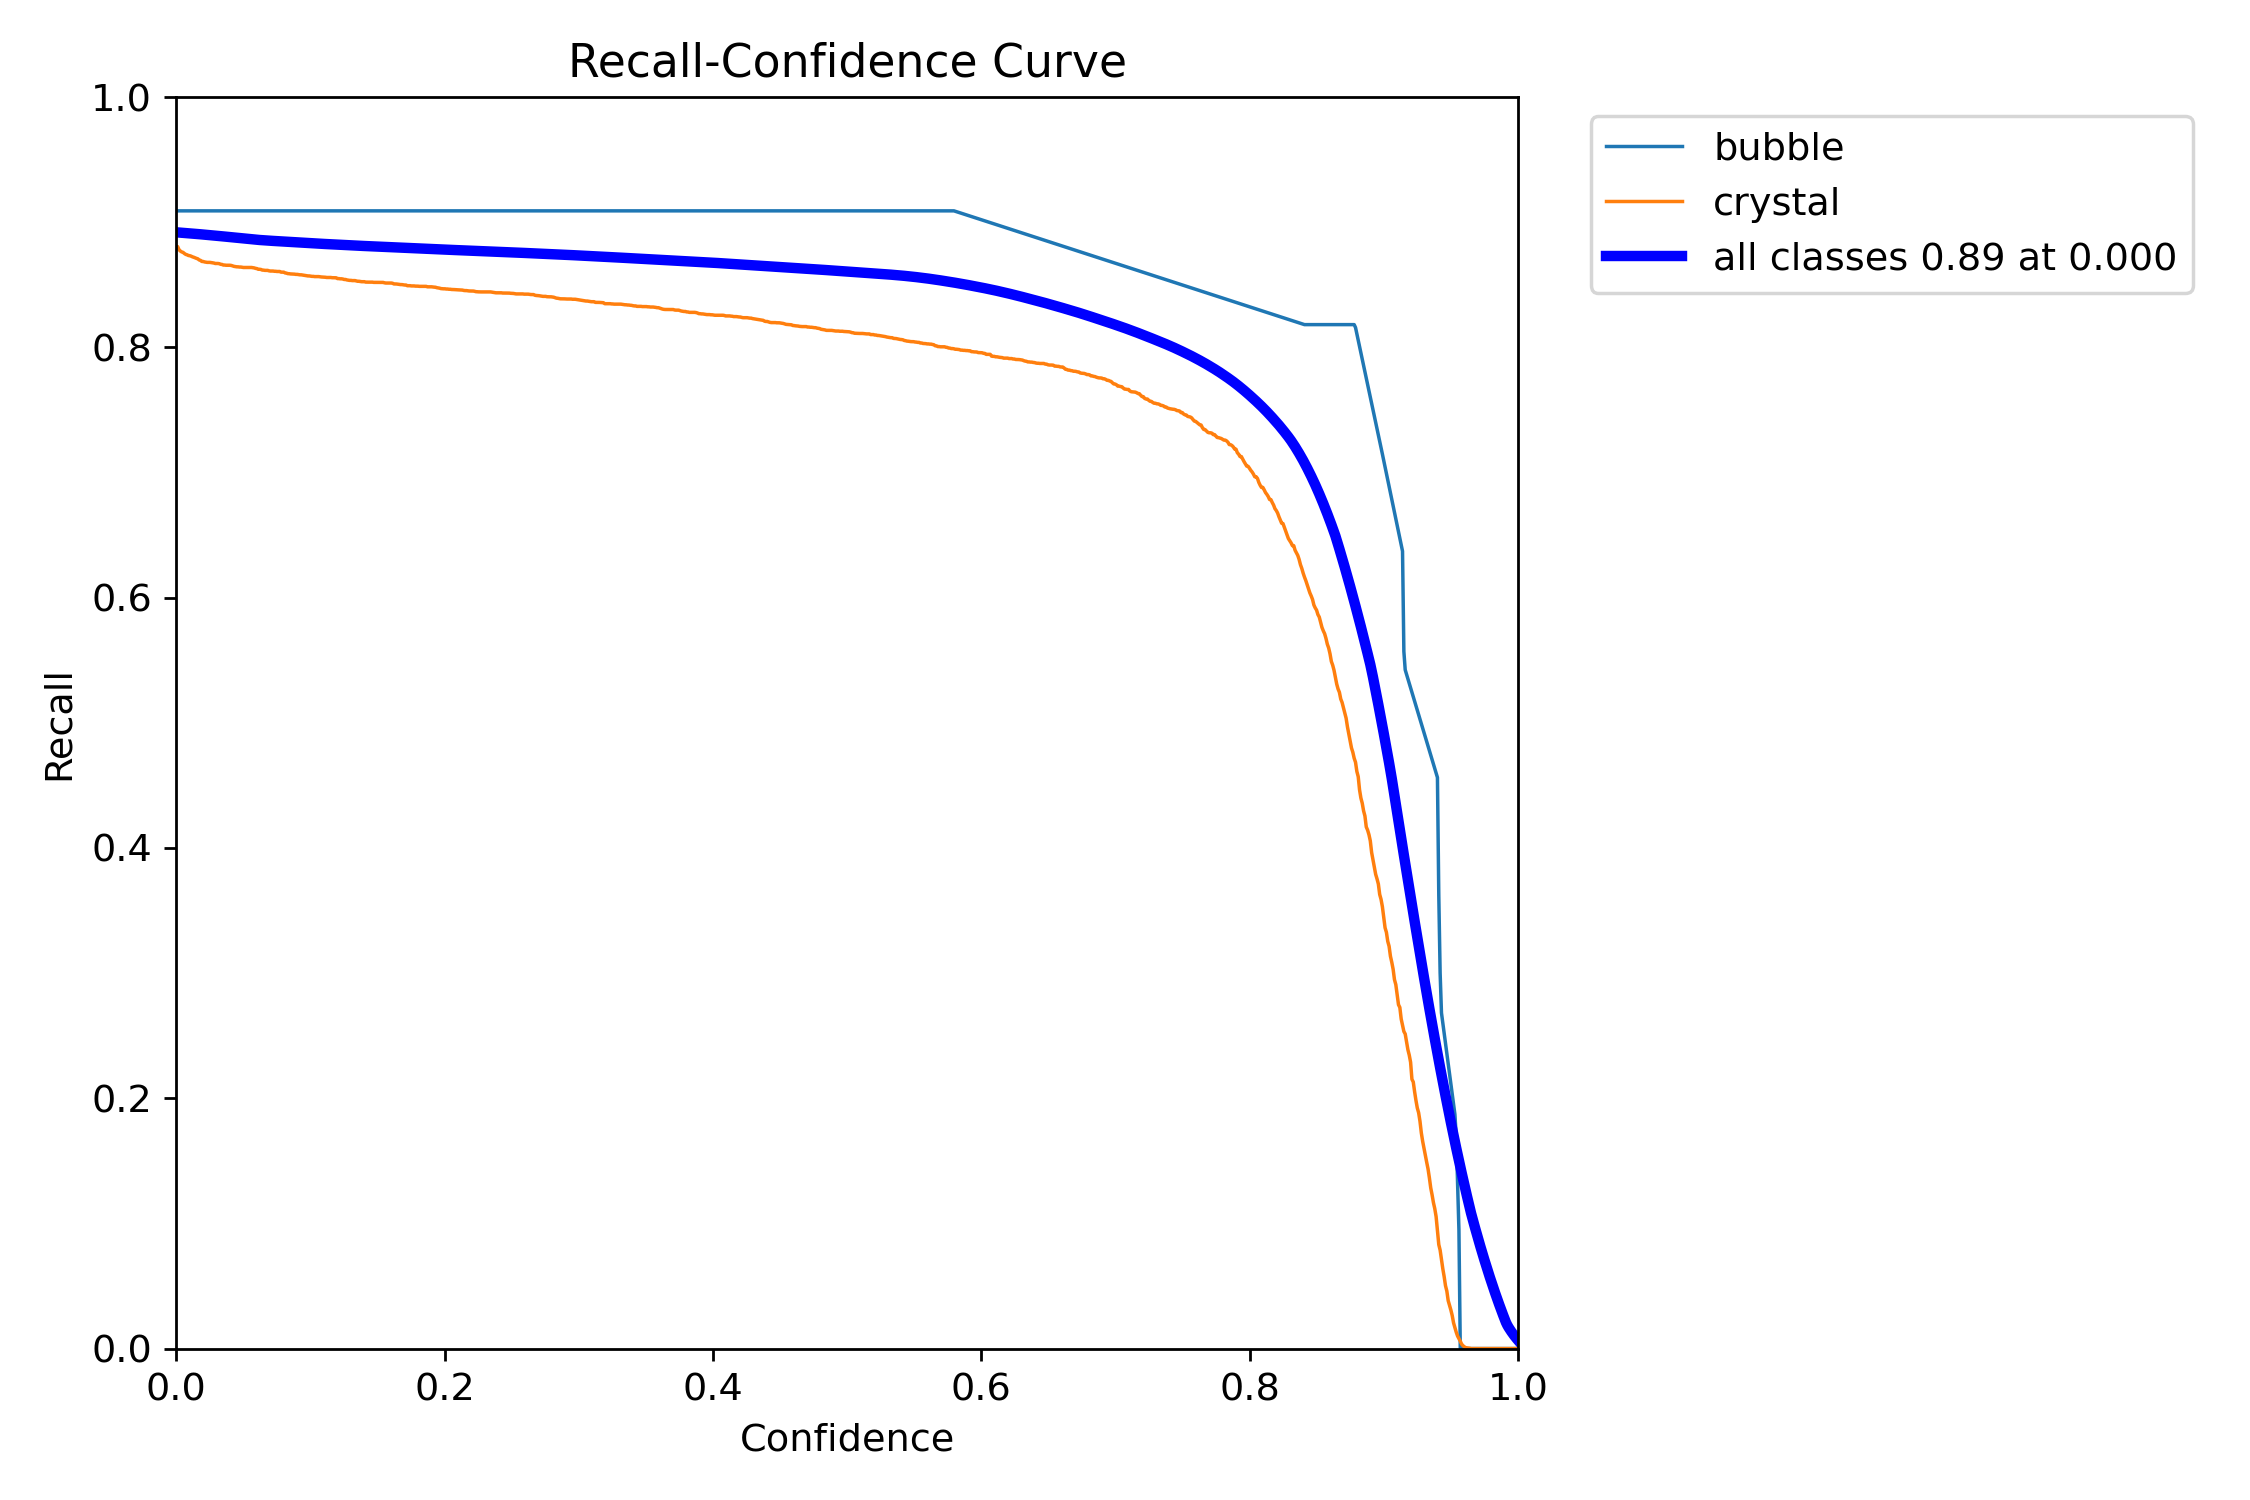 Recall-Confidence Curve
1.0
0.8
0.6
0.4
0.2
0.0
Recall
0.0 0.2 0.4 0.6 0.8 1.0
Confidence
bubble
crystal
all classes 0.89 at 0.000